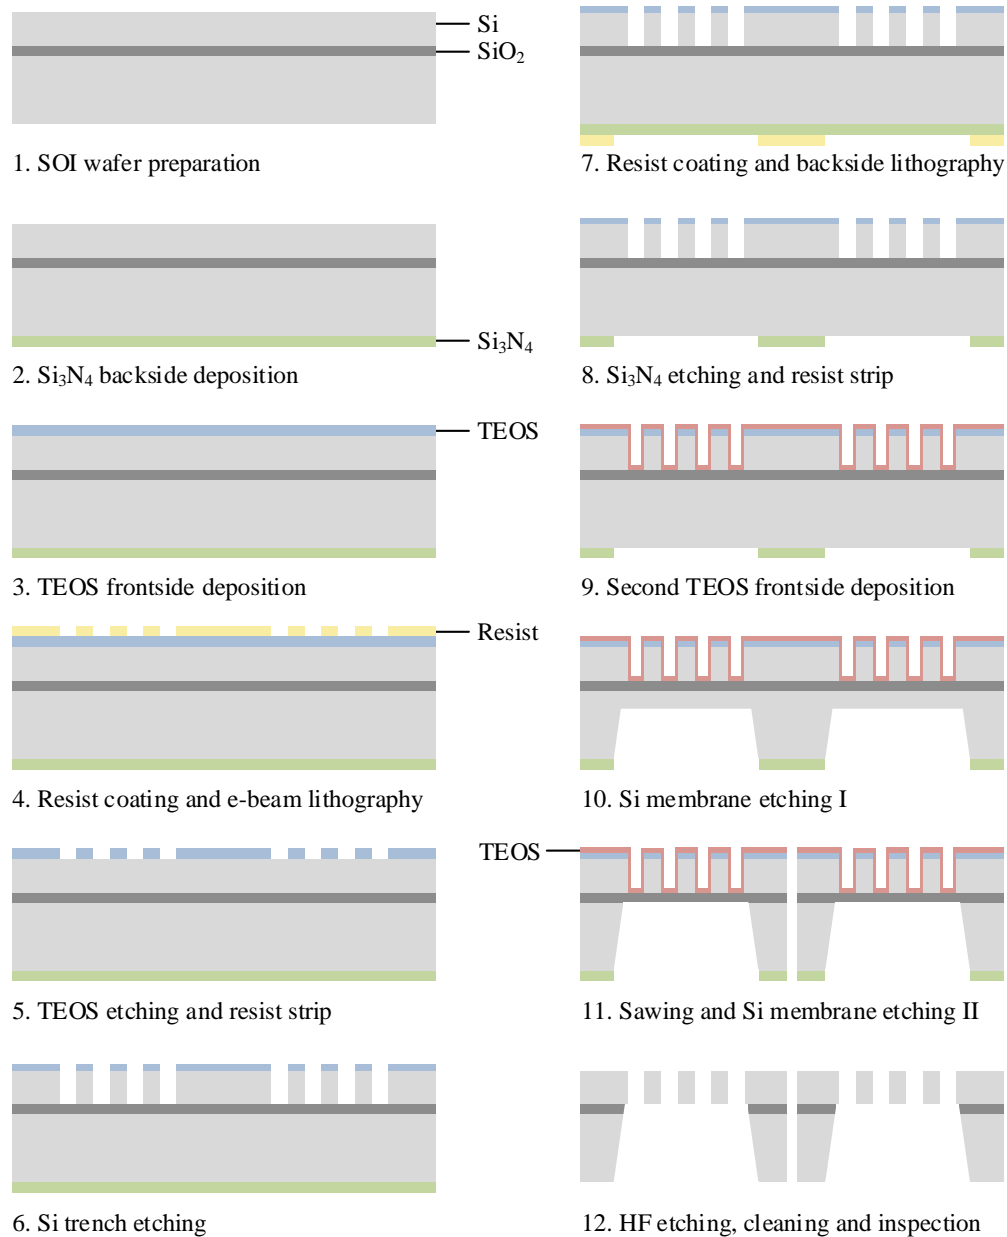 Si
SiO₂
1. SOI wafer preparation
Si₃N₄
2. Si₃N₄ backside deposition
TEOS
3. TEOS frontside deposition
Resist
4. Resist coating and e-beam lithography
5. TEOS etching and resist strip
6. Si trench etching
7. Resist coating and backside lithography
8. Si₃N₄ etching and resist strip
9. Second TEOS frontside deposition
10. Si membrane etching I
TEOS
11. Sawing and Si membrane etching II
12. HF etching, cleaning and inspection